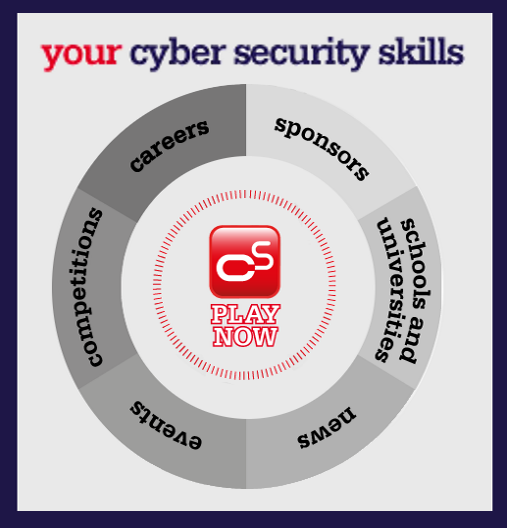 your cyber security skills
careers
sponsors
schools and
universities
news
events
competitions
CS
PLAY
NOW